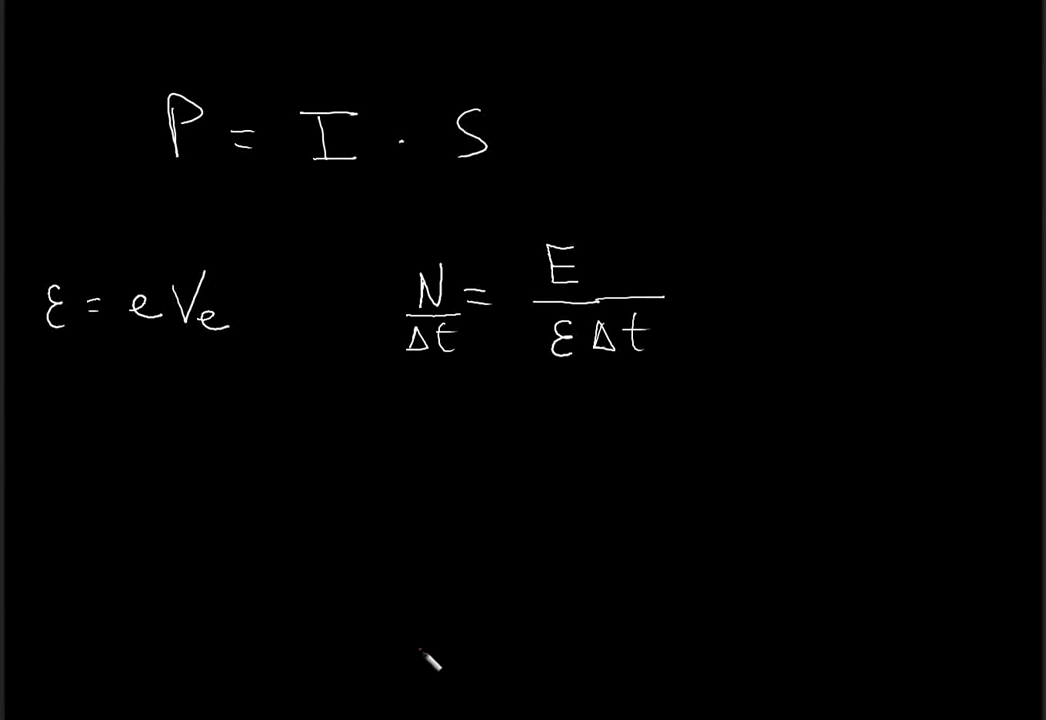 P = I · S
ε = eVe N/Δt = E/εΔt